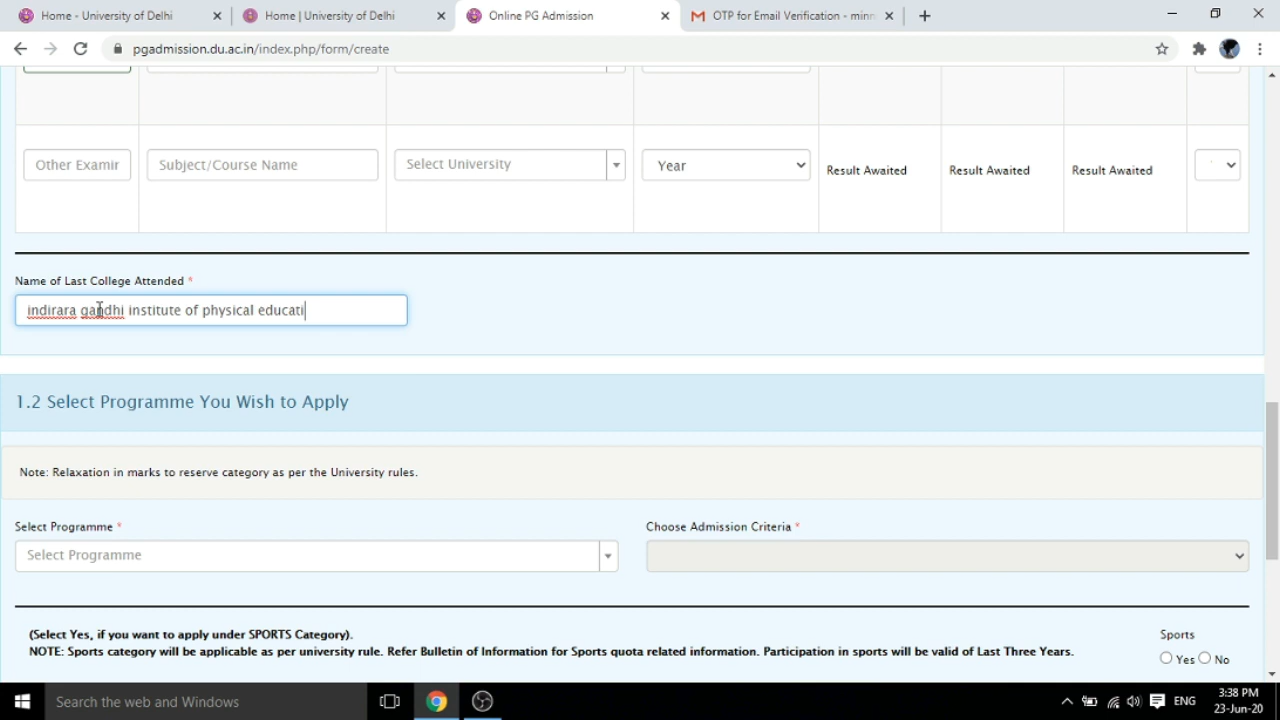 Home - University of Delhi
Home | University of Delhi
Online PG Admission
OTP for Email Verification - minn
pgadmission.du.ac.in/index.php/form/create
Other Examin
Subject/Course Name
Select University
Year
Result Awaited
Result Awaited
Result Awaited
Name of Last College Attended *
indirara gandhi institute of physical educati
1.2 Select Programme You Wish to Apply
Note: Relaxation in marks to reserve category as per the University rules.
Select Programme *
Choose Admission Criteria *
Select Programme
(Select Yes, if you want to apply under SPORTS Category).
Sports
NOTE: Sports category will be applicable as per university rule. Refer Bulletin of Information for Sports quota related information. Participation in sports will be valid of Last Three Years.
Yes No
Search the web and Windows
ENG
3:38 PM
23-Jun-20